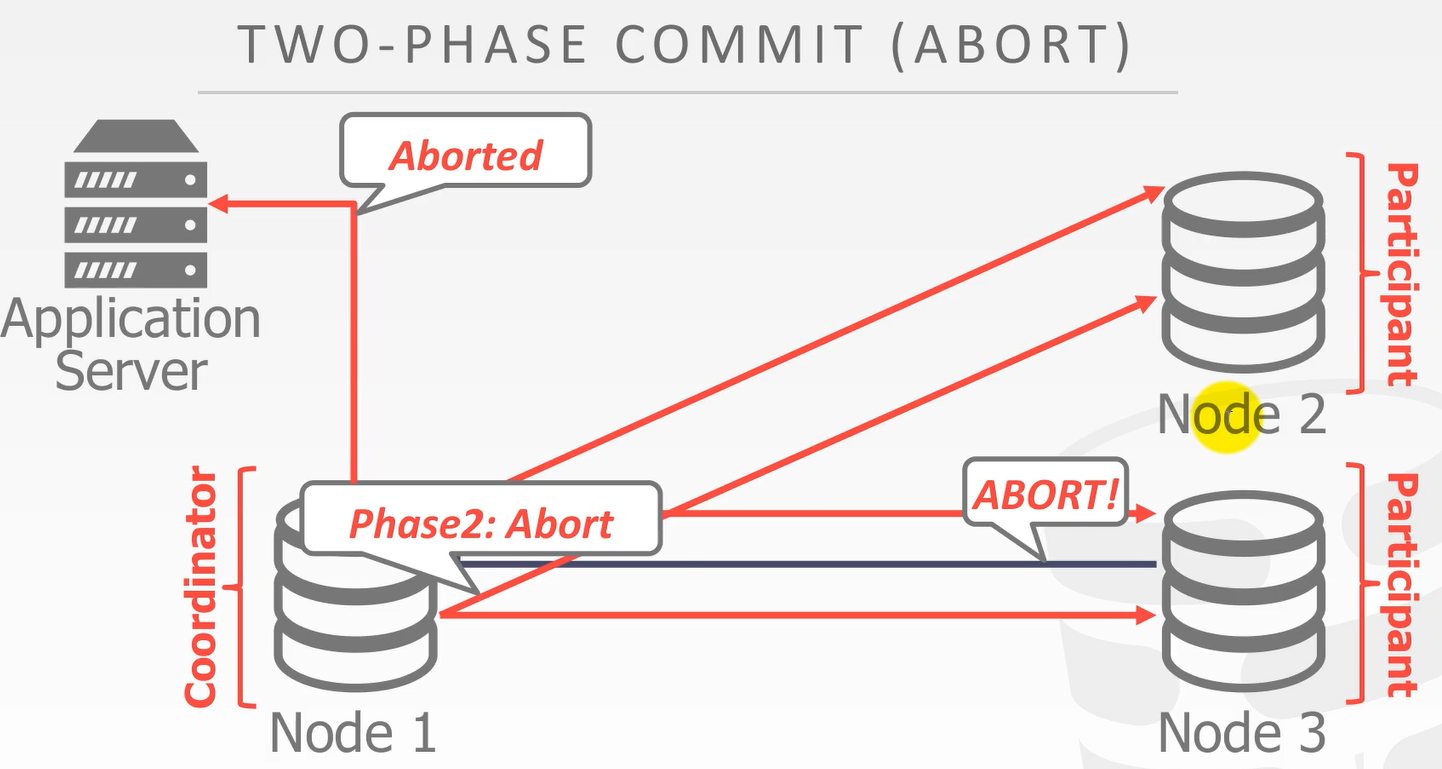 TWO-PHASE COMMIT (ABORT)
Aborted
Application
Server
Participant
Node 2
Coordinator
Phase2: Abort
ABORT!
Participant
Node 1
Node 3